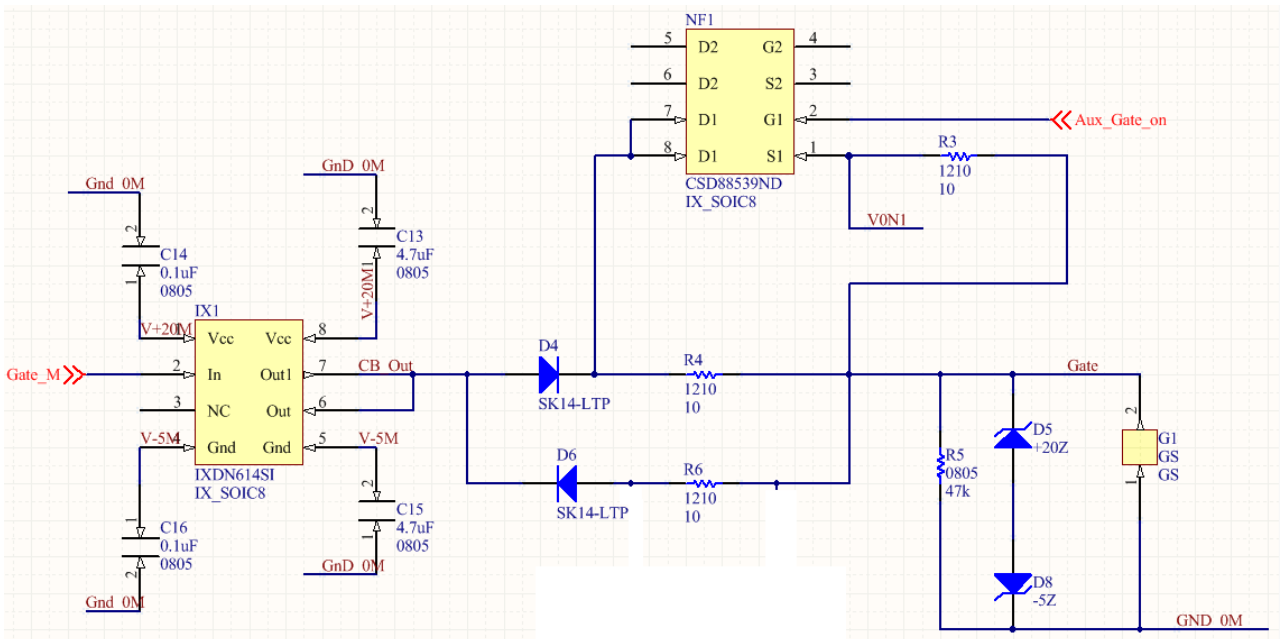 NF1
5 D2 G2 4
6 D2 S2 3
7 D1 G1 2
Aux_Gate_on
8 D1 S1 1
R3
1210
10
CSD88539ND
IX_SOIC8
V0N1
GnD_0M
Gnd_0M
2
C14
0.1uF
0805
1
2
C13
4.7uF
0805
1
V+20M
IX1
V+20M
1 Vcc Vcc 8
Gate_M
2 In Out1 7
CB_Out
3 NC Out 6
V-5M
4 Gnd Gnd 5
V-5M
IXDN614SI
IX_SOIC8
1
C16
0.1uF
0805
2
Gnd_0M
2
C15
4.7uF
0805
1
GnD_0M
D4
SK14-LTP
R4
1210
10
D6
SK14-LTP
R6
1210
10
Gate
R5
0805
47k
D5
+20Z
2
G1
GS
GS
1
D8
-5Z
GND_0M